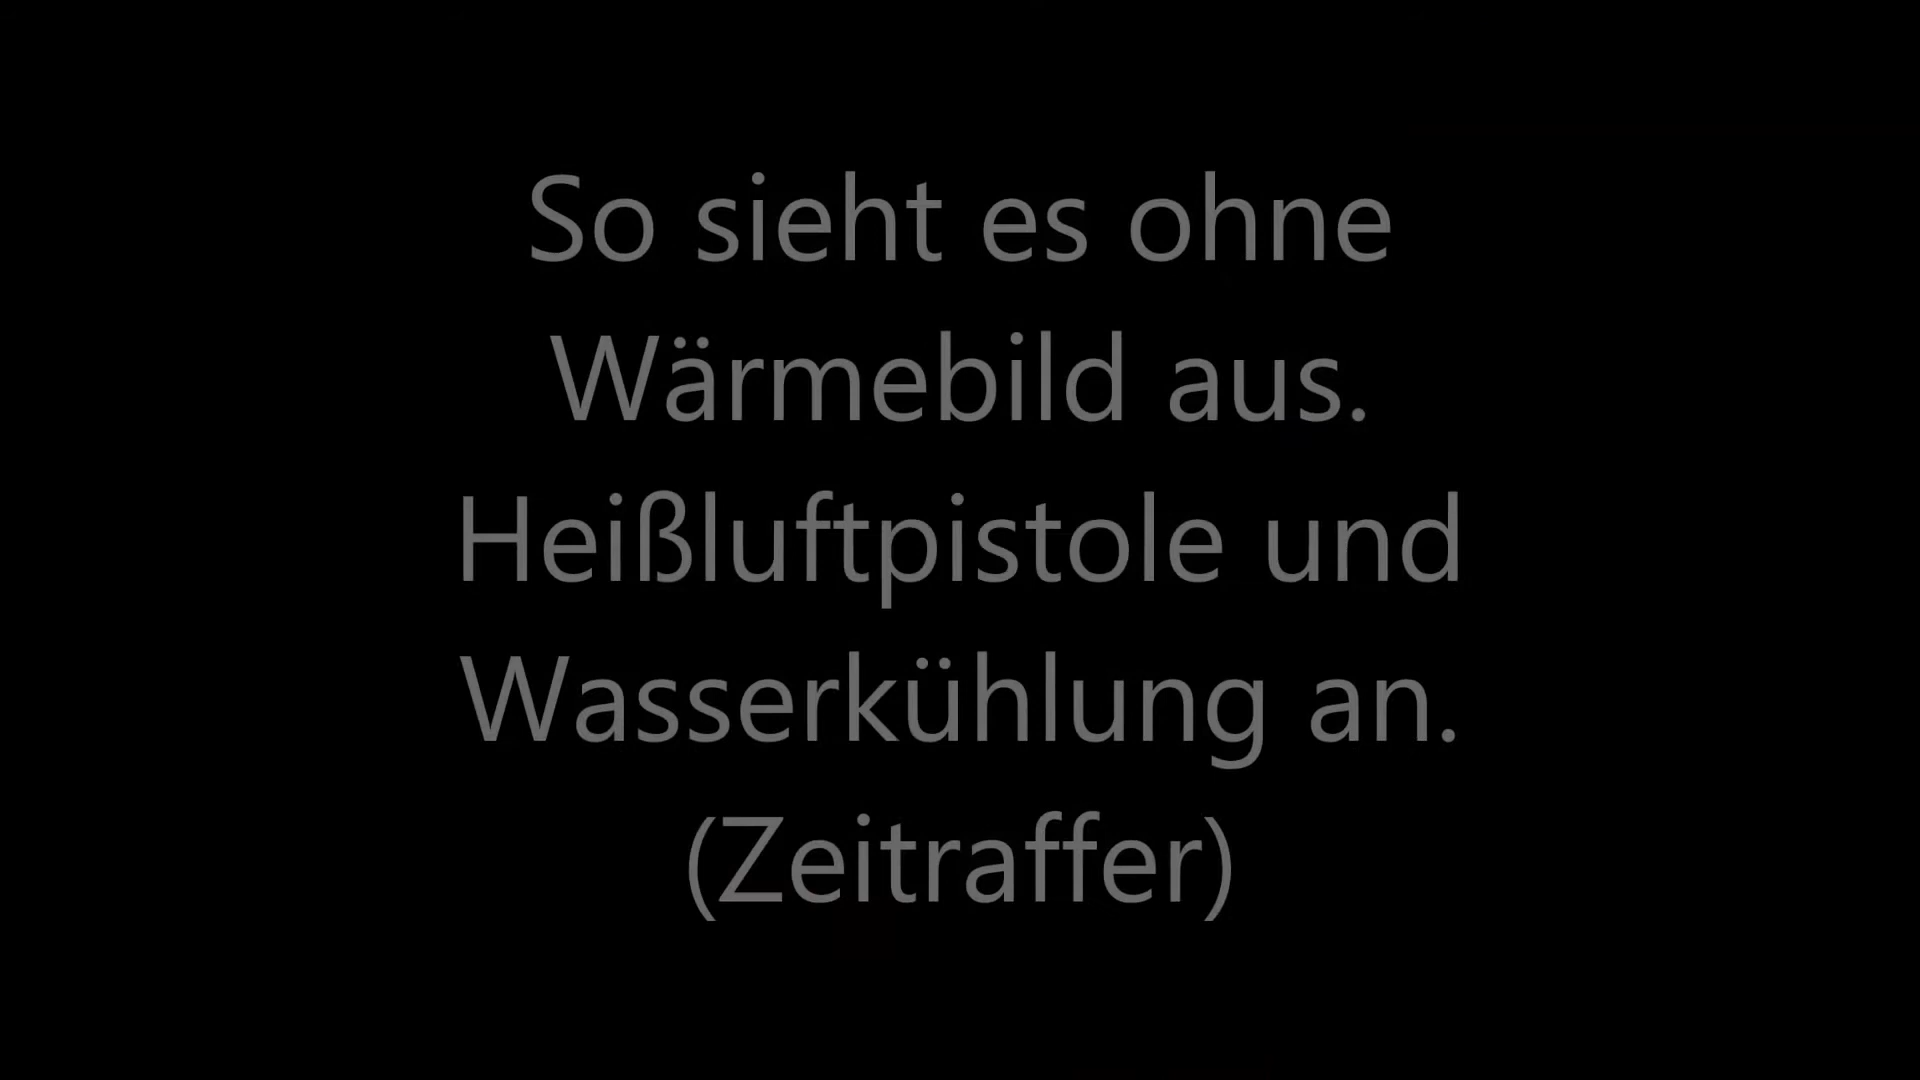 So sieht es ohne
Wärmebild aus.
Heißluftpistole und
Wasserkühlung an.
(Zeitraffer)